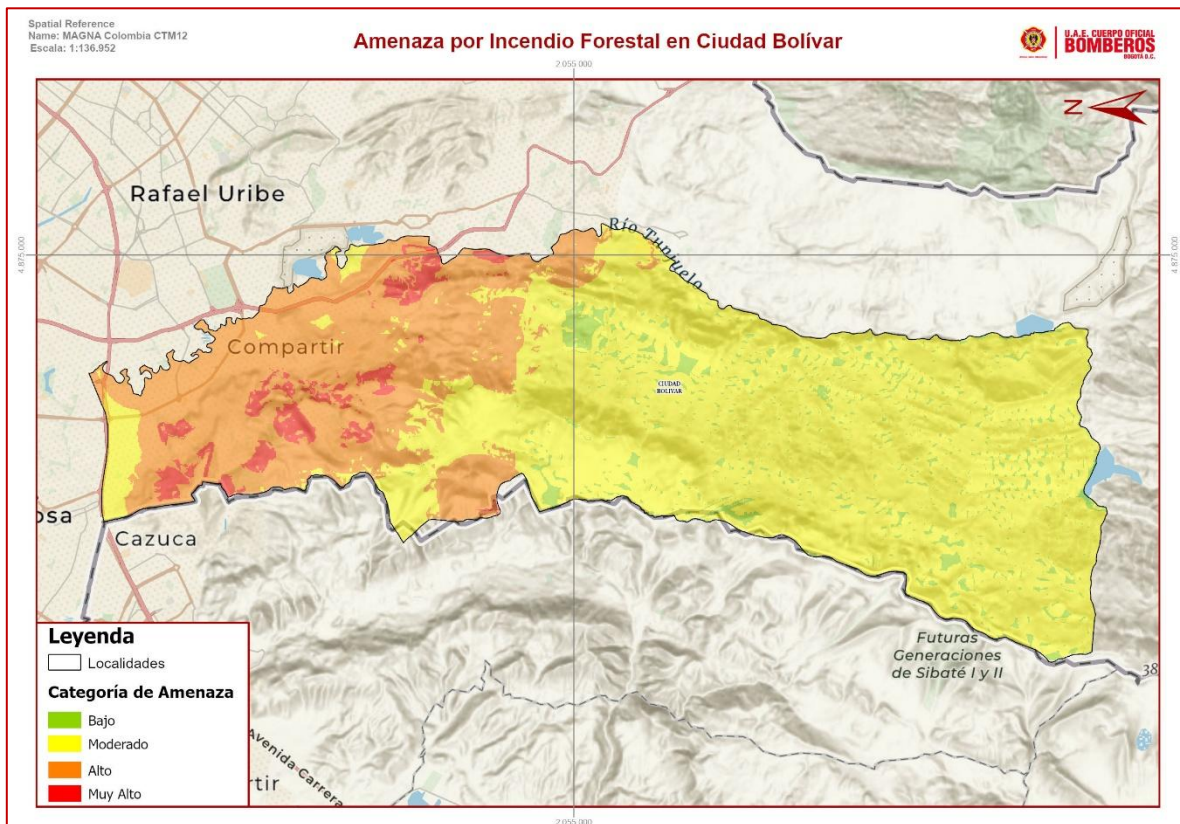 Spatial Reference
Name: MAGNA Colombia CTM12
Escala: 1:136.952
Amenaza por Incendio Forestal en Ciudad Bolívar
U.A.E. CUERPO OFICIAL
BOMBEROS
BOGOTÁ D.C.
2.055.000
N
Rafael Uribe
Río Tunjuelo
4.875.000
4.875.000
Compartir
CIUDAD
BOLIVAR
osa
Cazuca
Futuras
Generaciones
de Sibaté I y II
38
Leyenda
Localidades
Categoría de Amenaza
Bajo
Moderado
Alto
Muy Alto
Avenida Carrera
rtir
2.055.000